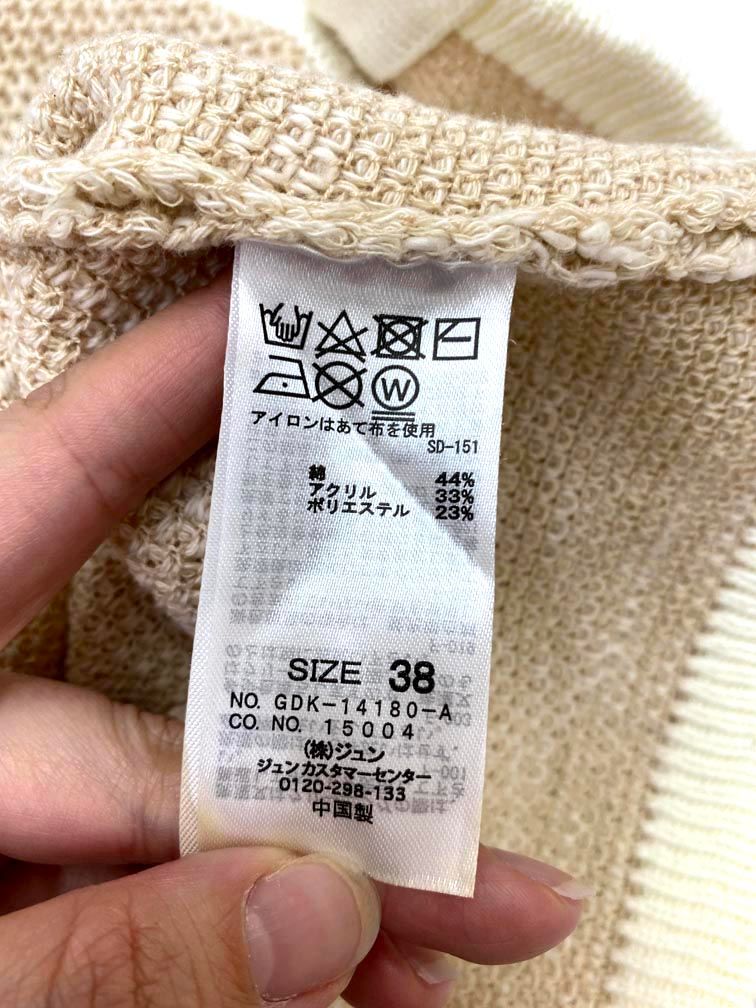 W
アイロンはあて布を使用
SD-151
綿 44%
アクリル 33%
ポリエステル 23%
SIZE 38
NO. GDK-14180-A
CO. NO. 15004
(株)ジュン
ジュンカスタマーセンター
0120-298-133
中国製